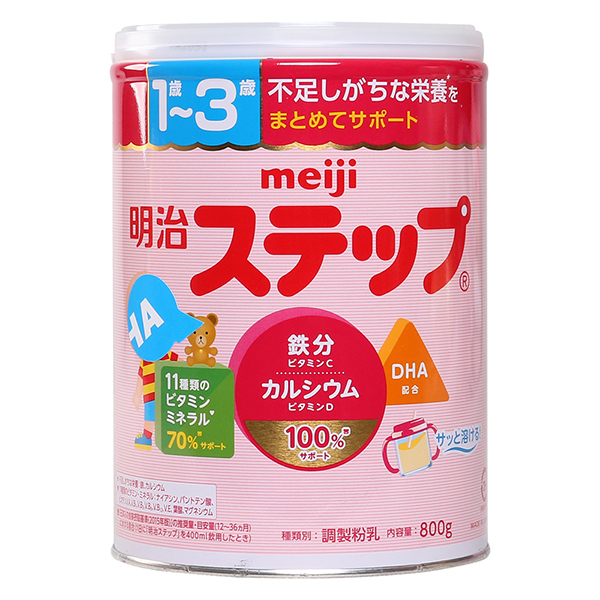 1歳~3歳
不足しがちな栄養*を
まとめてサポート
meiji
明治
ステップ®
HA
鉄分
ビタミンC
カルシウム
ビタミンD
100%
サポート
DHA
配合
11種類の
ビタミン
ミネラル
70% サポート
サッと溶ける!
種類別:調製粉乳 内容量:800g